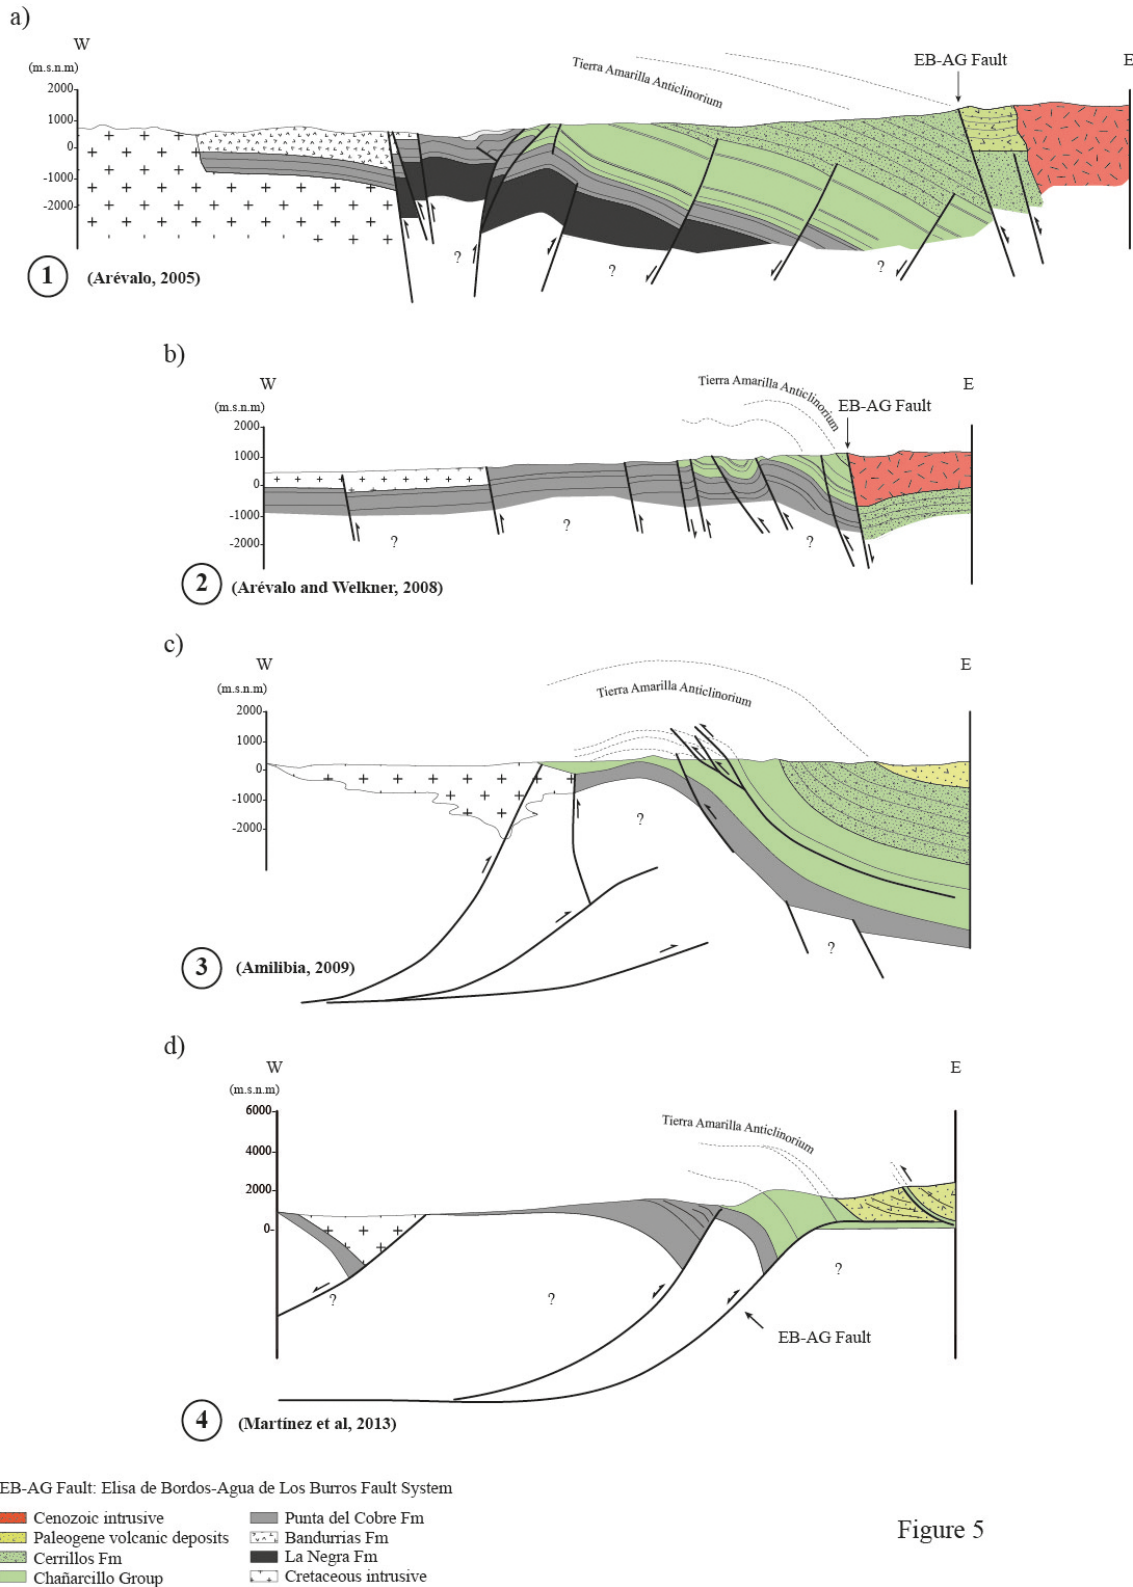 a)
W
E
(m.s.n.m)
2000
1000
0
-1000
-2000
Tierra Amarilla Anticlinorium
EB-AG Fault
?
?
?
1 (Arévalo, 2005)
b)
W
E
(m.s.n.m)
2000
1000
0
-1000
-2000
Tierra Amarilla Anticlinorium
EB-AG Fault
?
?
?
2 (Arévalo and Welkner, 2008)
c)
W
E
(m.s.n.m)
2000
1000
0
-1000
-2000
Tierra Amarilla Anticlinorium
?
?
3 (Amilibia, 2009)
d)
W
E
(m.s.n.m)
6000
4000
2000
0
Tierra Amarilla Anticlinorium
?
?
?
EB-AG Fault
4 (Martínez et al, 2013)
EB-AG Fault: Elisa de Bordos-Agua de Los Burros Fault System
Cenozoic intrusive
Paleogene volcanic deposits
Cerrillos Fm
Chañarcillo Group
Punta del Cobre Fm
Bandurrias Fm
La Negra Fm
Cretaceous intrusive
Figure 5